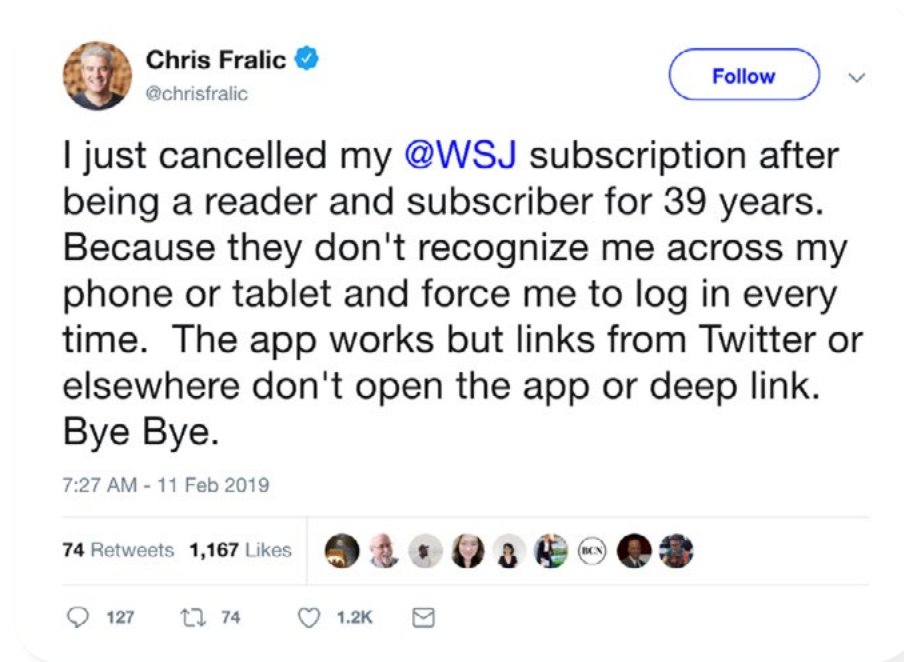 Chris Fralic
@chrisfralic
Follow
I just cancelled my @WSJ subscription after
being a reader and subscriber for 39 years.
Because they don't recognize me across my
phone or tablet and force me to log in every
time.  The app works but links from Twitter or
elsewhere don't open the app or deep link.
Bye Bye.
7:27 AM - 11 Feb 2019
74 Retweets 1,167 Likes
BCN
127 74 1.2K